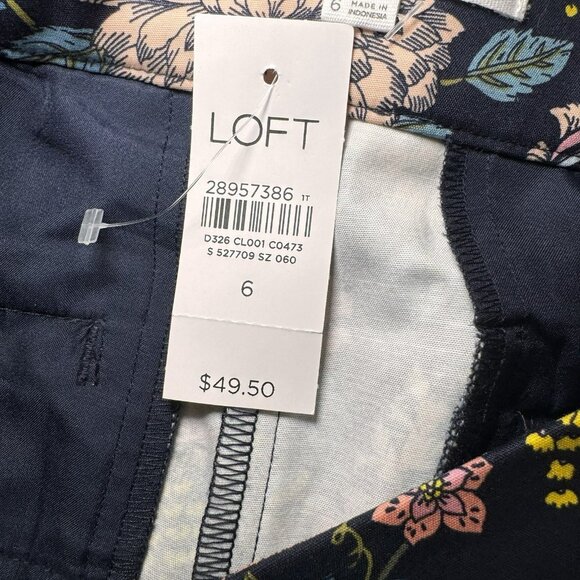 6
MADE IN
INDONESIA
LOFT
28957386 1T
D326 CL001 C0473
S 527709 SZ 060
6
$49.50